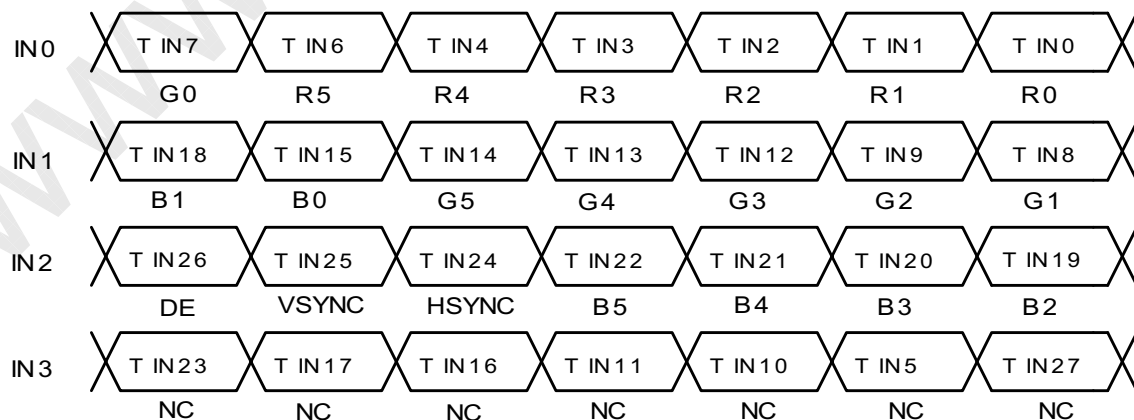 IN0 T IN7 T IN6 T IN4 T IN3 T IN2 T IN1 T IN0
G0 R5 R4 R3 R2 R1 R0
IN1 T IN18 T IN15 T IN14 T IN13 T IN12 T IN9 T IN8
B1 B0 G5 G4 G3 G2 G1
IN2 T IN26 T IN25 T IN24 T IN22 T IN21 T IN20 T IN19
DE VSYNC HSYNC B5 B4 B3 B2
IN3 T IN23 T IN17 T IN16 T IN11 T IN10 T IN5 T IN27
NC NC NC NC NC NC NC